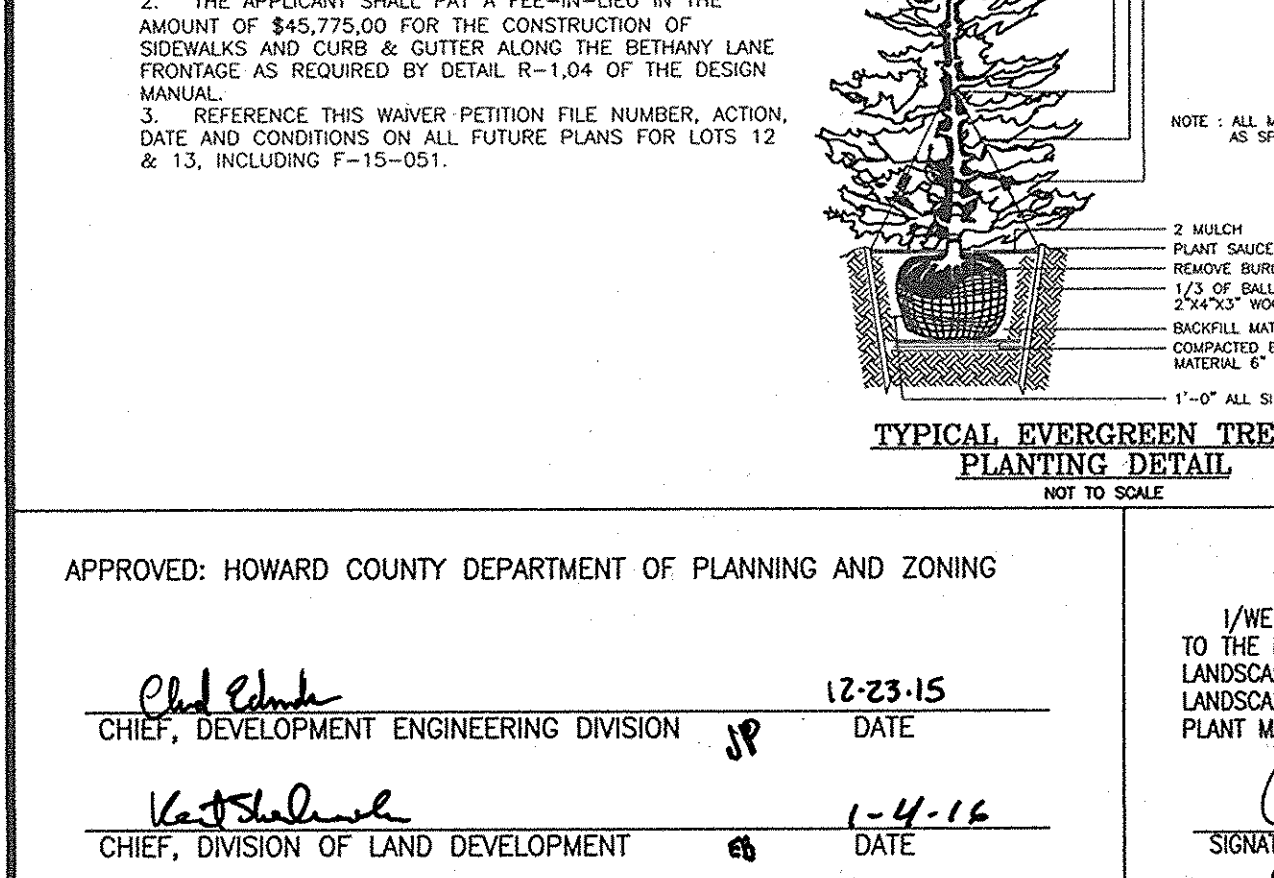 2. THE APPLICANT SHALL PAY A FEE-IN-LIEU IN THE
AMOUNT OF $45,775,00 FOR THE CONSTRUCTION OF
SIDEWALKS AND CURB & GUTTER ALONG THE BETHANY LANE
FRONTAGE AS REQUIRED BY DETAIL R-1,04 OF THE DESIGN
MANUAL.
3. REFERENCE THIS WAIVER PETITION FILE NUMBER, ACTION,
DATE AND CONDITIONS ON ALL FUTURE PLANS FOR LOTS 12
& 13, INCLUDING F-15-051.
NOTE : ALL M
AS SP
2 MULCH
PLANT SAUCE
REMOVE BUR
1/3 OF BALL
2"X4"X3" WO
BACKFILL MAT
COMPACTED
MATERIAL 6"
1'-0" ALL SI
TYPICAL EVERGREEN TRE
PLANTING DETAIL
NOT TO SCALE
APPROVED: HOWARD COUNTY DEPARTMENT OF PLANNING AND ZONING
12-23-15
CHIEF, DEVELOPMENT ENGINEERING DIVISION JP DATE
1-4-16
CHIEF, DIVISION OF LAND DEVELOPMENT EB DATE
I/WE
TO THE
LANDSCA
LANDSCA
PLANT M
SIGNAT